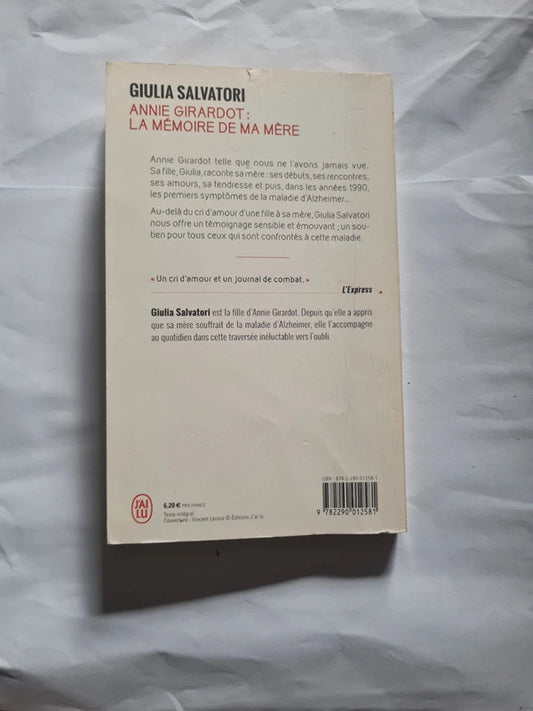 GIULIA SALVATORI
ANNIE GIRARDOT :
LA MÉMOIRE DE MA MÈRE
Annie Girardot telle que nous ne l'avons jamais vue.
Sa fille, Giulia, raconte sa mère : ses débuts, ses rencontres,
ses amours, sa tendresse et puis, dans les années 1990,
les premiers symptômes de la maladie d'Alzheimer...
Au-delà du cri d'amour d'une fille à sa mère, Giulia Salvatori
nous offre un témoignage sensible et émouvant ; un sou-
tien pour tous ceux qui sont confrontés à cette maladie.
« Un cri d'amour et un journal de combat. »
L'Express
Giulia Salvatori est la fille d'Annie Girardot. Depuis qu'elle a appris
que sa mère souffrait de la maladie d'Alzheimer, elle l'accompagne
au quotidien dans cette traversée inéluctable vers l'oubli.
ISBN : 978-2-290-01258-1
J'AI
LU
6,20 € PRIX FRANCE
Texte intégral
Couverture : Vincent Leroux © Éditions J'ai lu
9 782290 012581